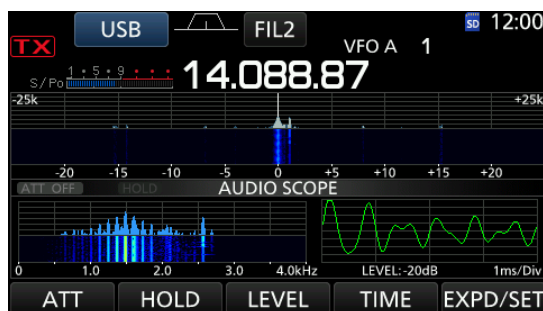 USB FIL2 SD 12:00
TX VFO A 1
S/Po 1 5 9 14.088.87
-25k +25k
-20 -15 -10 -5 0 +5 +10 +15 +20
ATT OFF HOLD AUDIO SCOPE
0 1.0 2.0 3.0 4.0kHz LEVEL:-20dB 1ms/Div
ATT HOLD LEVEL TIME EXPD/SET